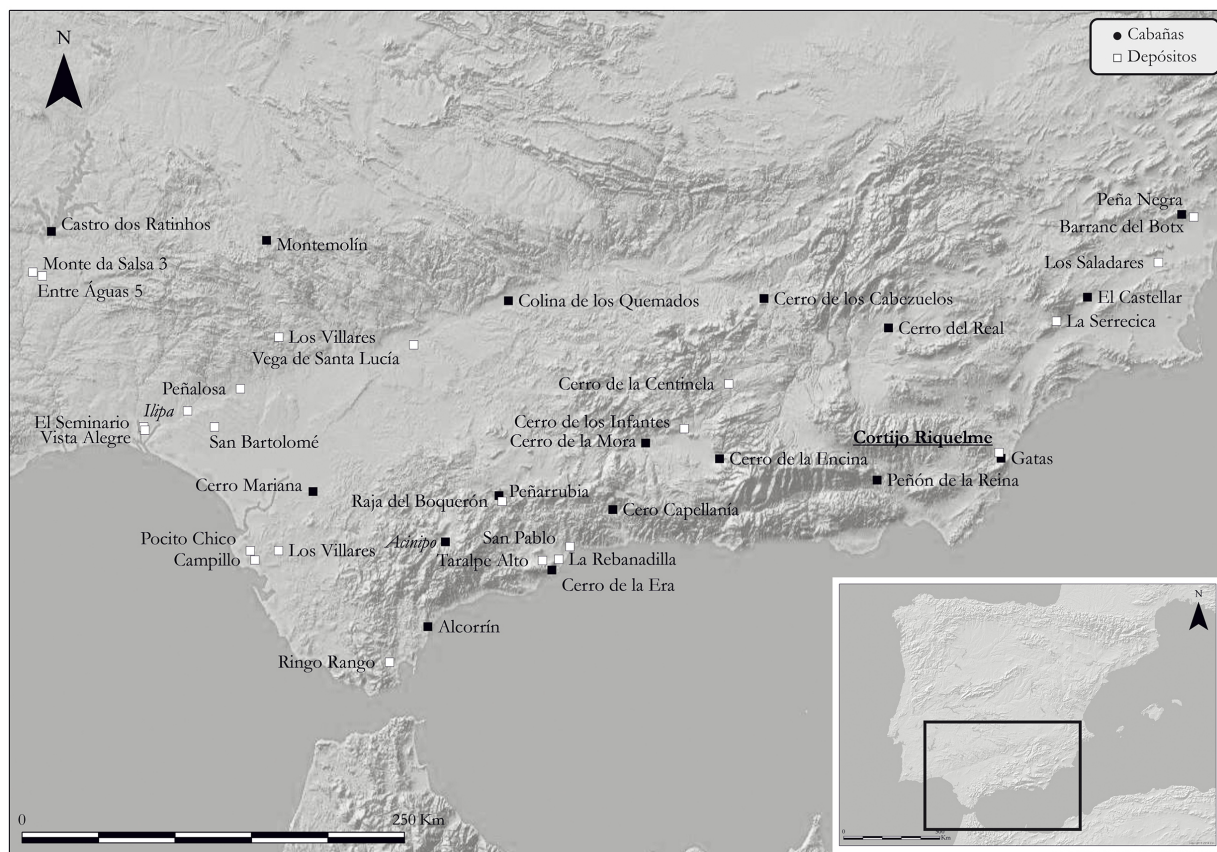 N
Cabañas
Depósitos
Peña Negra
Castro dos Ratinhos
Barranc del Botx
Montemolín
Monte da Salsa 3
Los Saladares
Entre Águas 5
Colina de los Quemados
Cerro de los Cabezuelos
El Castellar
La Serrecica
Cerro del Real
Los Villares
Vega de Santa Lucía
Peñalosa
Cerro de la Centinela
Ilipa
El Seminario
Vista Alegre
San Bartolomé
Cerro de los Infantes
Cerro de la Mora
Cortijo Riquelme
Cerro de la Encina
Gatas
Peñón de la Reina
Cerro Mariana
Raja del Boquerón
Peñarrubia
Cero Capellanía
Pocito Chico
Campillo
Los Villares
Acinipo
San Pablo
Taralpe Alto
La Rebanadilla
Cerro de la Era
Alcorrín
Ringo Rango
N
0
250 Km
0
Km